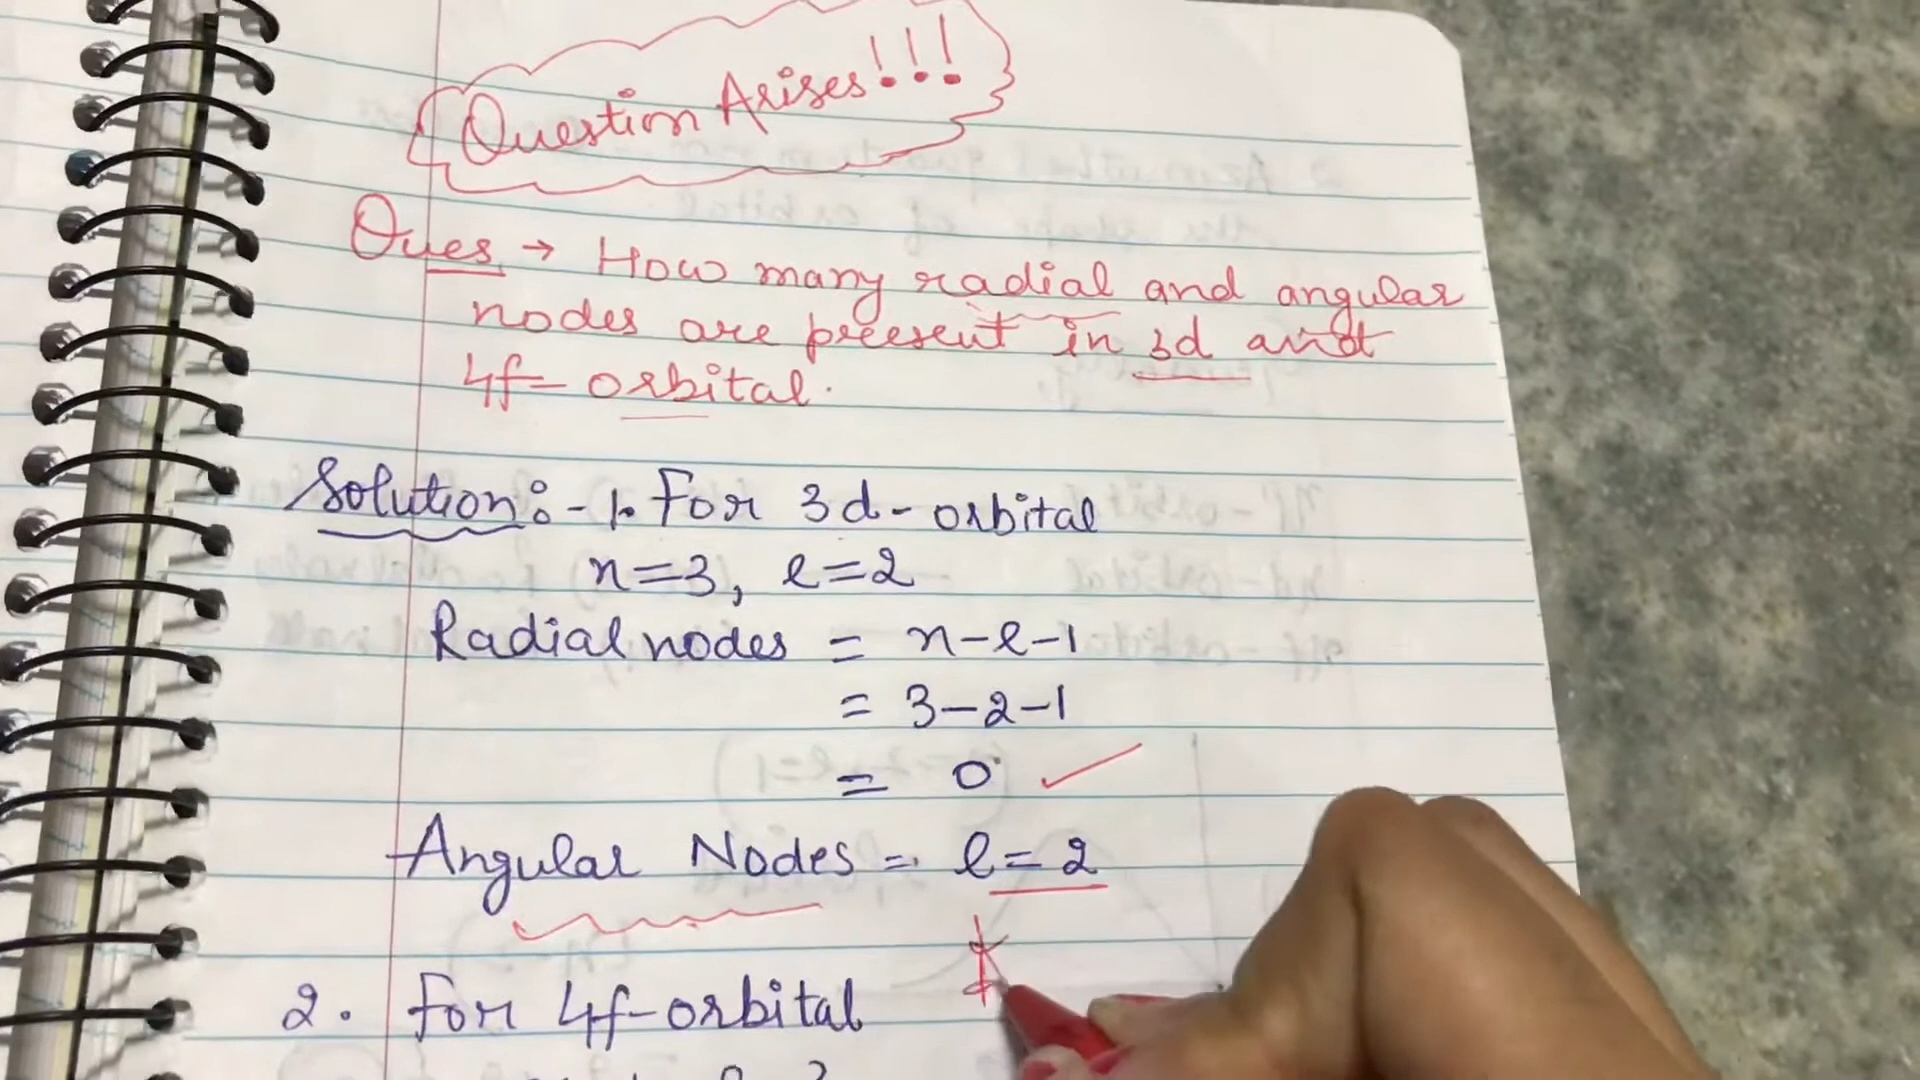 Question Arises!!!
Ques → How many radial and angular
nodes are present in 3d and
4f- orbital.
Solution:- 1. For 3d-orbital
n=3, l=2
Radial nodes = n-l-1
= 3-2-1
= 0 ✓
Angular Nodes = l=2
2. For 4f-orbital